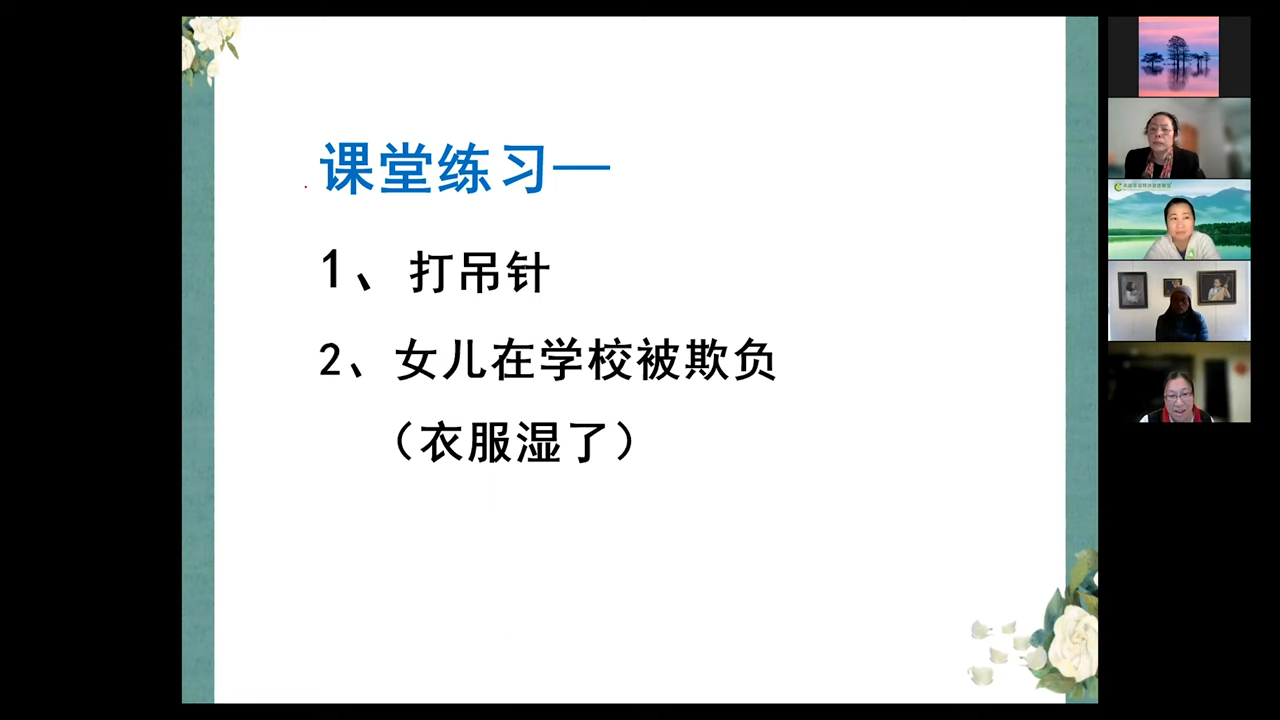 课堂练习一
1、打吊针
2、女儿在学校被欺负
（衣服湿了）